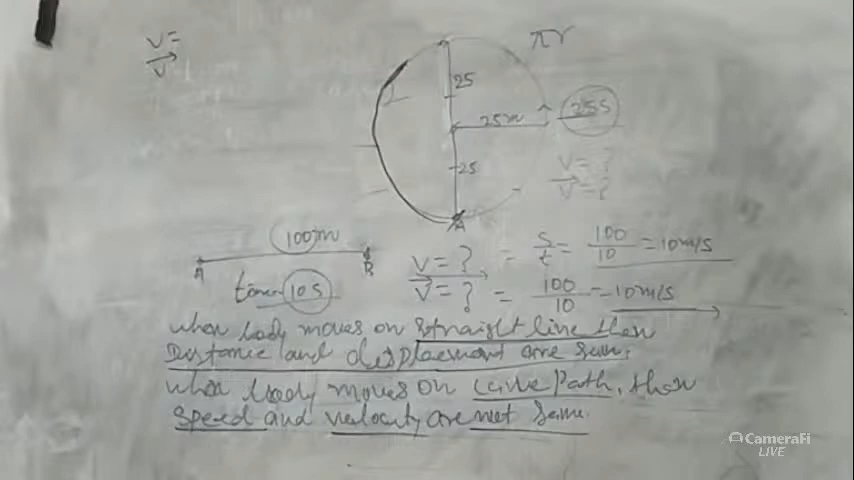 V=
V
πr
25
25m
25S
25
V=?
V=?
A
100m
A
B
time 10S
V=? = S/t = 100/10 = 10m/s
V=? = 100/10 = 10m/s
when body moves on straight line then
Distance and displacement are same.
when body moves on curve Path, then
speed and velocity are not same.
CameraFi
LIVE